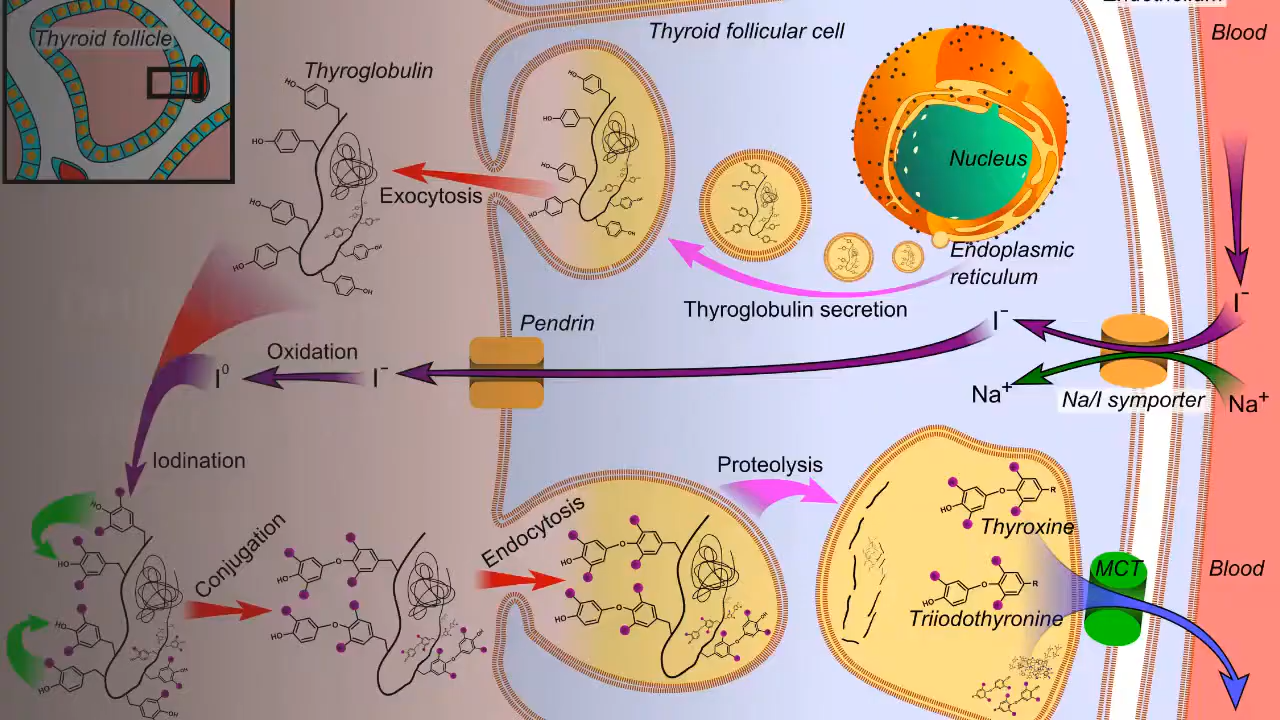 Endothelium
Thyroid follicle
Thyroid follicular cell
Blood
Thyroglobulin
Nucleus
Exocytosis
Endoplasmic
reticulum
Thyroglobulin secretion
Pendrin
I⁻
I⁻
Oxidation
I⁰
I⁻
Na⁺
Na/I symporter
Na⁺
Iodination
Proteolysis
Conjugation
Endocytosis
Thyroxine
MCT
Blood
Triiodothyronine